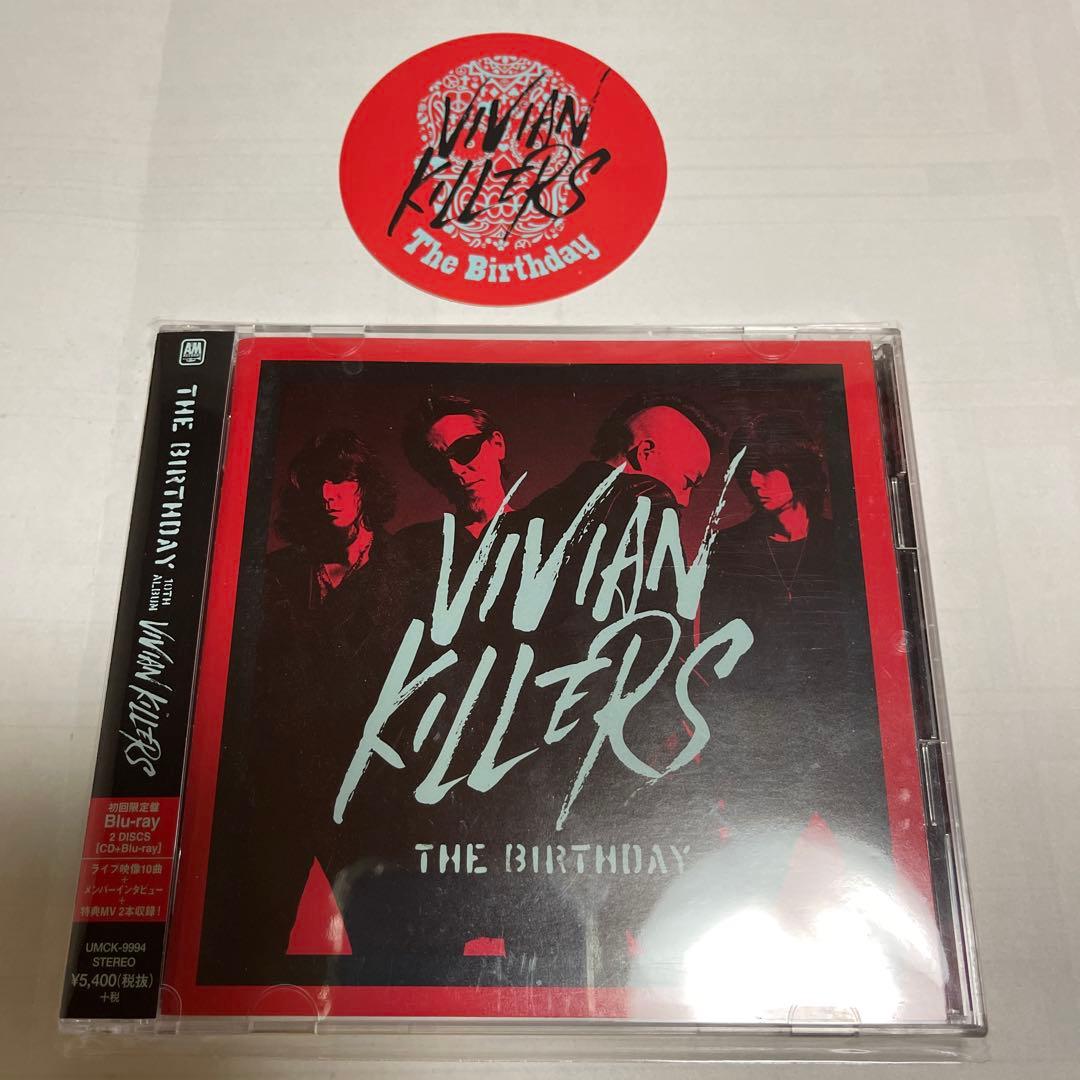 VIVIAN
KILLERS
The Birthday
AM
THE BIRTHDAY
10TH
ALBUM
VIVIAN KILLERS
初回限定盤
Blu-ray
2 DISCS
[CD+Blu-ray]
ライブ映像10曲
+
メンバーインタビュー
+
特典MV 2本収録!
UMCK-9994
STEREO
¥5,400(税抜)
+税
VIVIAN
KILLERS
THE BIRTHDAY